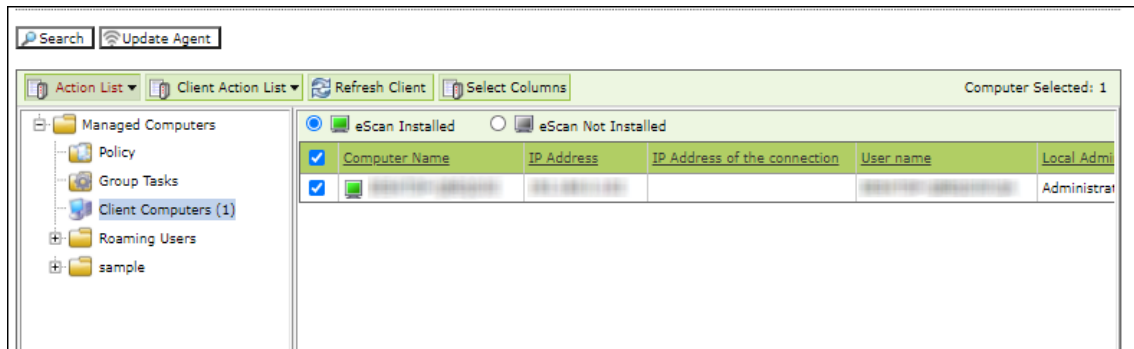 Search Update Agent
Action List Client Action List Refresh Client Select Columns Computer Selected: 1
Managed Computers
Policy
Group Tasks
Client Computers (1)
Roaming Users
sample
eScan Installed eScan Not Installed
Computer Name IP Address IP Address of the connection User name Local Admi
Administrat